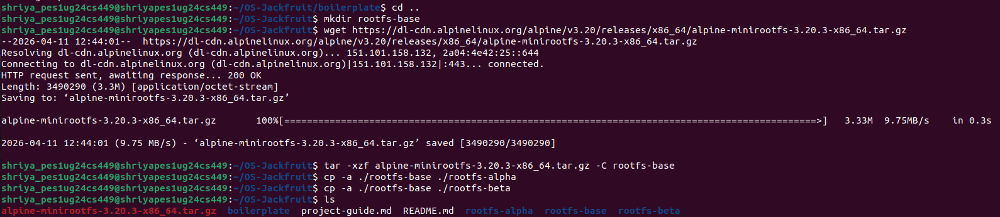 shriya_pes1ug24cs449@shriyapes1ug24cs449:~/OS-Jackfruit/boilerplate$ cd ..
shriya_pes1ug24cs449@shriyapes1ug24cs449:~/OS-Jackfruit$ mkdir rootfs-base
shriya_pes1ug24cs449@shriyapes1ug24cs449:~/OS-Jackfruit$ wget https://dl-cdn.alpinelinux.org/alpine/v3.20/releases/x86_64/alpine-minirootfs-3.20.3-x86_64.tar.gz
--2026-04-11 12:44:01--  https://dl-cdn.alpinelinux.org/alpine/v3.20/releases/x86_64/alpine-minirootfs-3.20.3-x86_64.tar.gz
Resolving dl-cdn.alpinelinux.org (dl-cdn.alpinelinux.org)... 151.101.158.132, 2a04:4e42:25::644
Connecting to dl-cdn.alpinelinux.org (dl-cdn.alpinelinux.org)|151.101.158.132|:443... connected.
HTTP request sent, awaiting response... 200 OK
Length: 3490290 (3.3M) [application/octet-stream]
Saving to: ‘alpine-minirootfs-3.20.3-x86_64.tar.gz’
alpine-minirootfs-3.20.3-x86_64.tar.gz       100%[===============================================================================================>]   3.33M  9.75MB/s    in 0.3s
2026-04-11 12:44:01 (9.75 MB/s) - ‘alpine-minirootfs-3.20.3-x86_64.tar.gz’ saved [3490290/3490290]
shriya_pes1ug24cs449@shriyapes1ug24cs449:~/OS-Jackfruit$ tar -xzf alpine-minirootfs-3.20.3-x86_64.tar.gz -C rootfs-base
shriya_pes1ug24cs449@shriyapes1ug24cs449:~/OS-Jackfruit$ cp -a ./rootfs-base ./rootfs-alpha
shriya_pes1ug24cs449@shriyapes1ug24cs449:~/OS-Jackfruit$ cp -a ./rootfs-base ./rootfs-beta
shriya_pes1ug24cs449@shriyapes1ug24cs449:~/OS-Jackfruit$ ls
alpine-minirootfs-3.20.3-x86_64.tar.gz  boilerplate  project-guide.md  README.md  rootfs-alpha  rootfs-base  rootfs-beta